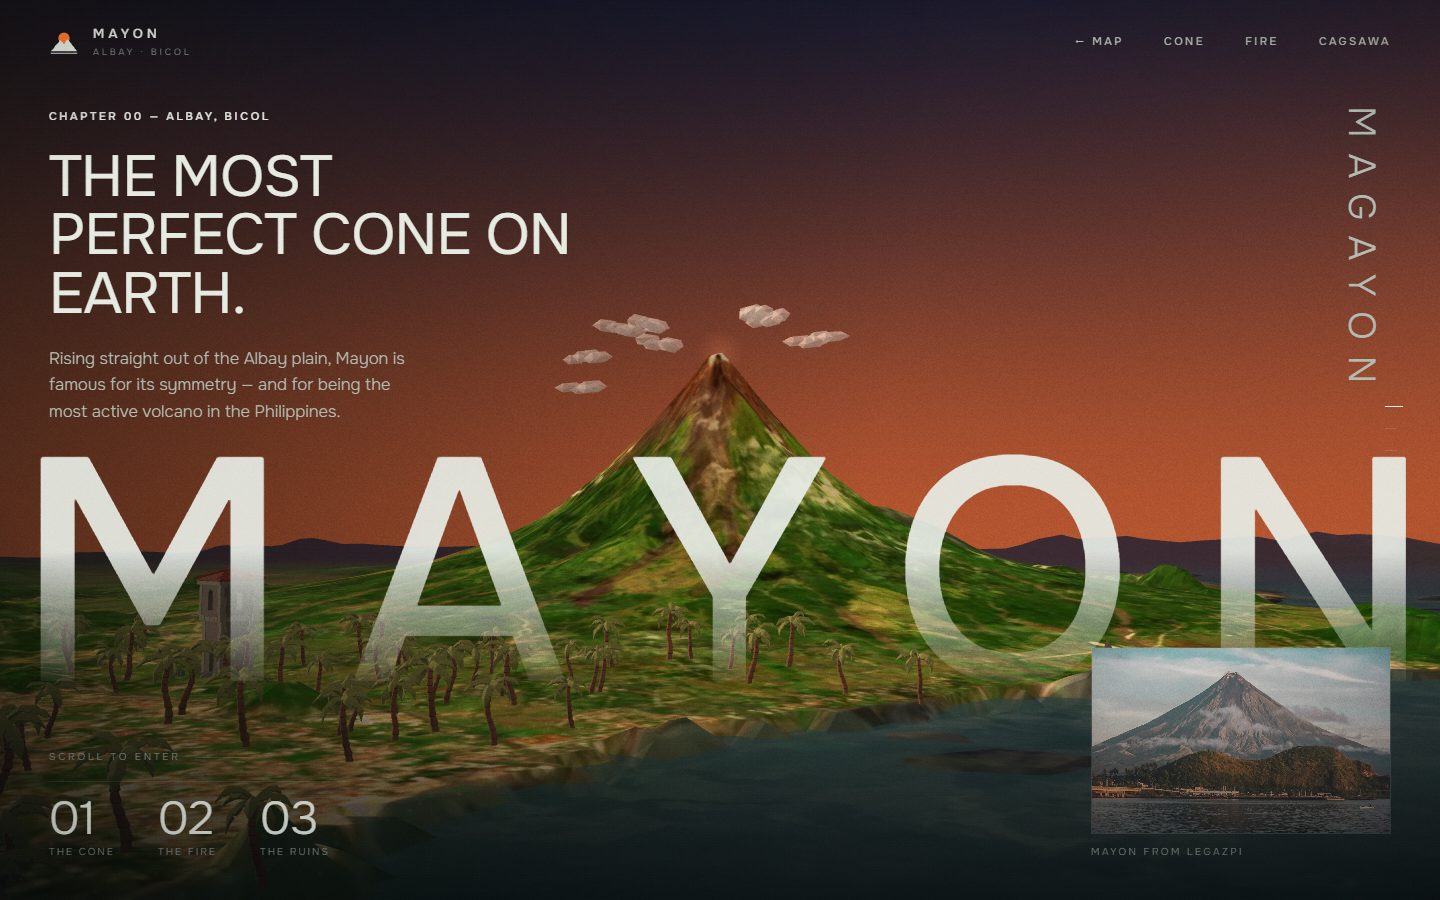 MAYON
ALBAY · BICOL
← MAP
CONE
FIRE
CAGSAWA
CHAPTER 00 — ALBAY, BICOL
THE MOST
PERFECT CONE ON
EARTH.
Rising straight out of the Albay plain, Mayon is
famous for its symmetry — and for being the
most active volcano in the Philippines.
MAGAYON
MAYON
SCROLL TO ENTER
01
THE CONE
02
THE FIRE
03
THE RUINS
MAYON FROM LEGAZPI